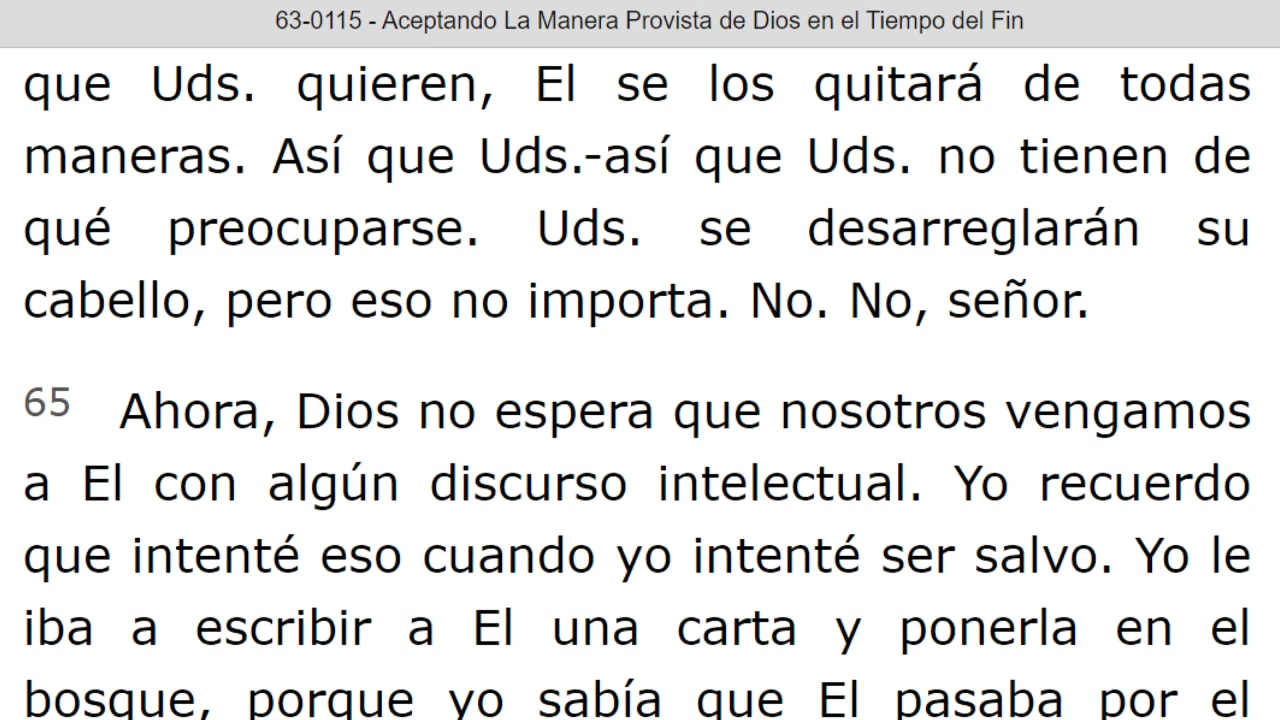 63-0115 - Aceptando La Manera Provista de Dios en el Tiempo del Fin
que Uds. quieren, El se los quitará de todas
maneras. Así que Uds.-así que Uds. no tienen de
qué preocuparse. Uds. se desarreglarán su
cabello, pero eso no importa. No. No, señor.
65 Ahora, Dios no espera que nosotros vengamos
a El con algún discurso intelectual. Yo recuerdo
que intenté eso cuando yo intenté ser salvo. Yo le
iba a escribir a El una carta y ponerla en el
bosque, porque yo sabía que El pasaba por el